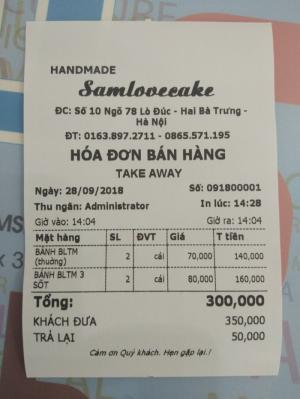 HANDMADE
Samlovecake
ĐC: Số 10 Ngõ 78 Lò Đúc - Hai Bà Trưng -
Hà Nội
ĐT: 0163.897.2711 - 0865.571.195
HÓA ĐƠN BÁN HÀNG
TAKE AWAY
Ngày: 28/09/2018 Số: 091800001
Thu ngân: Administrator In lúc: 14:28
Giờ vào: 14:04 Giờ ra: 14:04
Mặt hàng SL ĐVT Giá T tiền
BÁNH BLTM (thường) 2 cái 70,000 140,000
BÁNH BLTM 3 SỐT 2 cái 80,000 160,000
Tổng: 300,000
KHÁCH ĐƯA 350,000
TRẢ LẠI 50,000
Cảm ơn Quý khách. Hẹn gặp lại.!